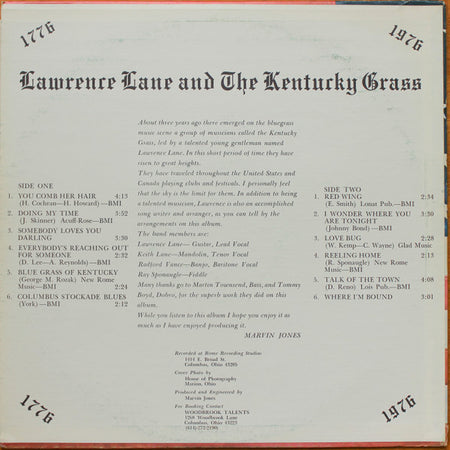 1776
1976
Lawrence Lane and The Kentucky Grass
About three years ago there emerged on the bluegrass
music scene a group of musicians called the Kentucky
Grass, led by a talented young gentleman named
Lawrence Lane. In this short period of time they have
risen to great heights.
They have traveled throughout the United States and
Canada playing clubs and festivals. I personally feel
that the sky is the limit for them. In addition to being
a talented musician, Lawrence is also an accomplished
song writer and arranger, as you can tell by the
arrangements on this album.
The band members are:
Lawrence Lane—Guitar, Lead Vocal
Keith Lane—Mandolin, Tenor Vocal
Radford Vance—Banjo, Baritone Vocal
Ray Sponaugle—Fiddle
Many thanks go to Martin Townsend, Bass, and Tommy
Boyd, Dobro, for the superb work they did on this
album.
While you listen to this album I hope you enjoy it as
much as I have enjoyed producing it.
MARVIN JONES
SIDE ONE
1. YOU COMB HER HAIR 4:13
(H. Cochran—H. Howard)—BMI
2. DOING MY TIME 3:52
(J. Skinner) Acuff-Rose—BMI
3. SOMEBODY LOVES YOU
DARLING 3:30
4. EVERYBODY'S REACHING OUT
FOR SOMEONE 2:32
(D. Lee—A. Reynolds)—BMI
5. BLUE GRASS OF KENTUCKY
(George M. Rozak) New Rome
Music—BMI 2:24
6. COLUMBUS STOCKADE BLUES
(York)—BMI 2:12
SIDE TWO
1. RED WING 2:34
(E. Smith) Lonat Pub.—BMI
2. I WONDER WHERE YOU
ARE TONIGHT 3:30
(Johnny Bond)—BMI
3. LOVE BUG 2:28
(W. Kemp—C. Wayne) Glad Music
4. REELING HOME 2:13
(R. Sponaugle) New Rome
Music—BMI
5. TALK OF THE TOWN 4:08
(D. Reno) Lois Pub.—BMI
6. WHERE I'M BOUND 3:01
Recorded at Rome Recording Studios
1414 E. Broad St.
Columbus, Ohio 43205
Cover Photo by
House of Photography
Marion, Ohio
Produced and Engineered by
Marvin Jones
For Booking Contact
WOODBROOK TALENTS
5268 Woodbrook Lane
Columbus, Ohio 43223
1776
1976